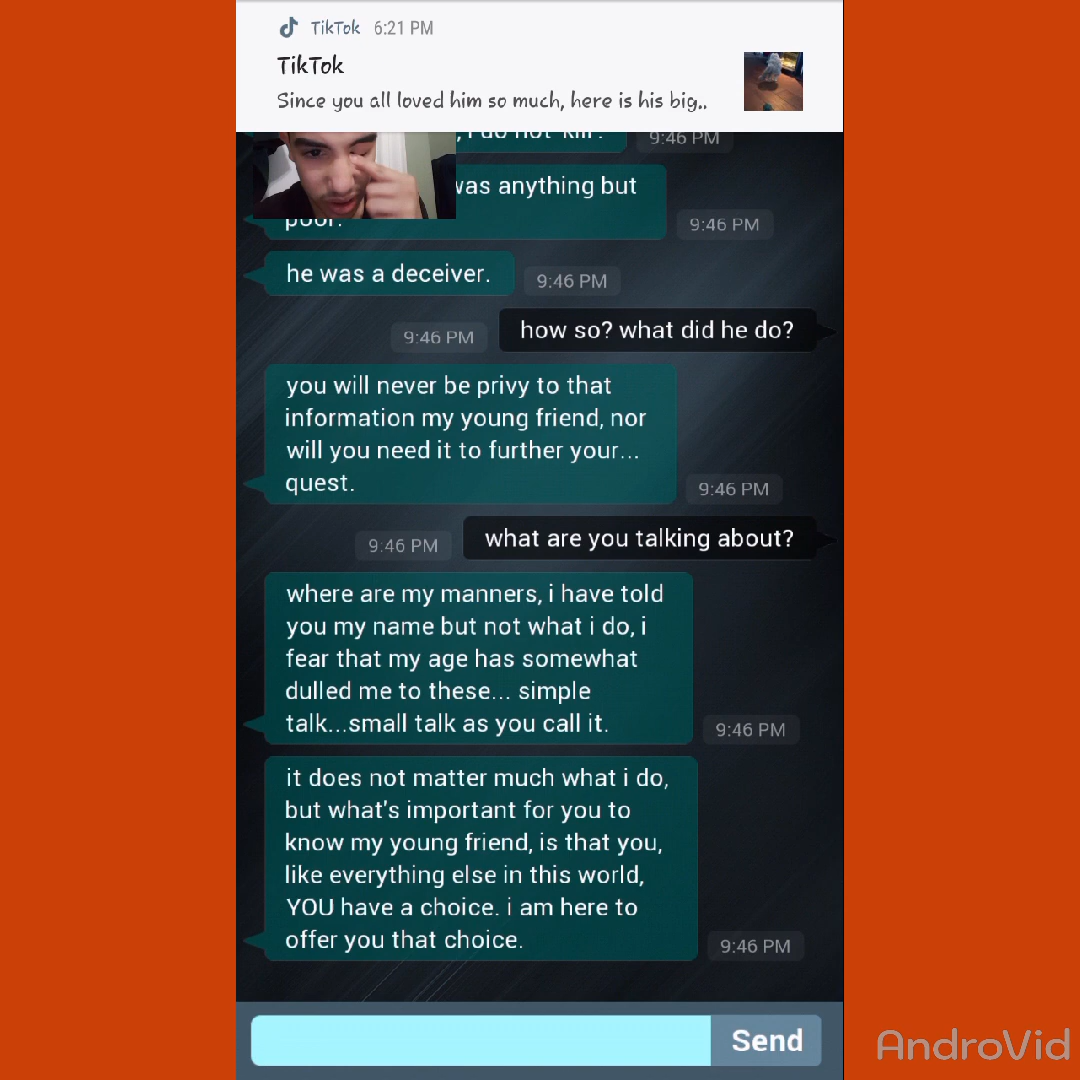 TikTok 6:21 PM
TikTok
Since you all loved him so much, here is his big..
9:46 PM
was anything but
poor.
9:46 PM
he was a deceiver.
9:46 PM
how so? what did he do?
9:46 PM
you will never be privy to that
information my young friend, nor
will you need it to further your...
quest.
9:46 PM
what are you talking about?
9:46 PM
where are my manners, i have told
you my name but not what i do, i
fear that my age has somewhat
dulled me to these... simple
talk...small talk as you call it.
9:46 PM
it does not matter much what i do,
but what's important for you to
know my young friend, is that you,
like everything else in this world,
YOU have a choice. i am here to
offer you that choice.
9:46 PM
Send
AndroVid